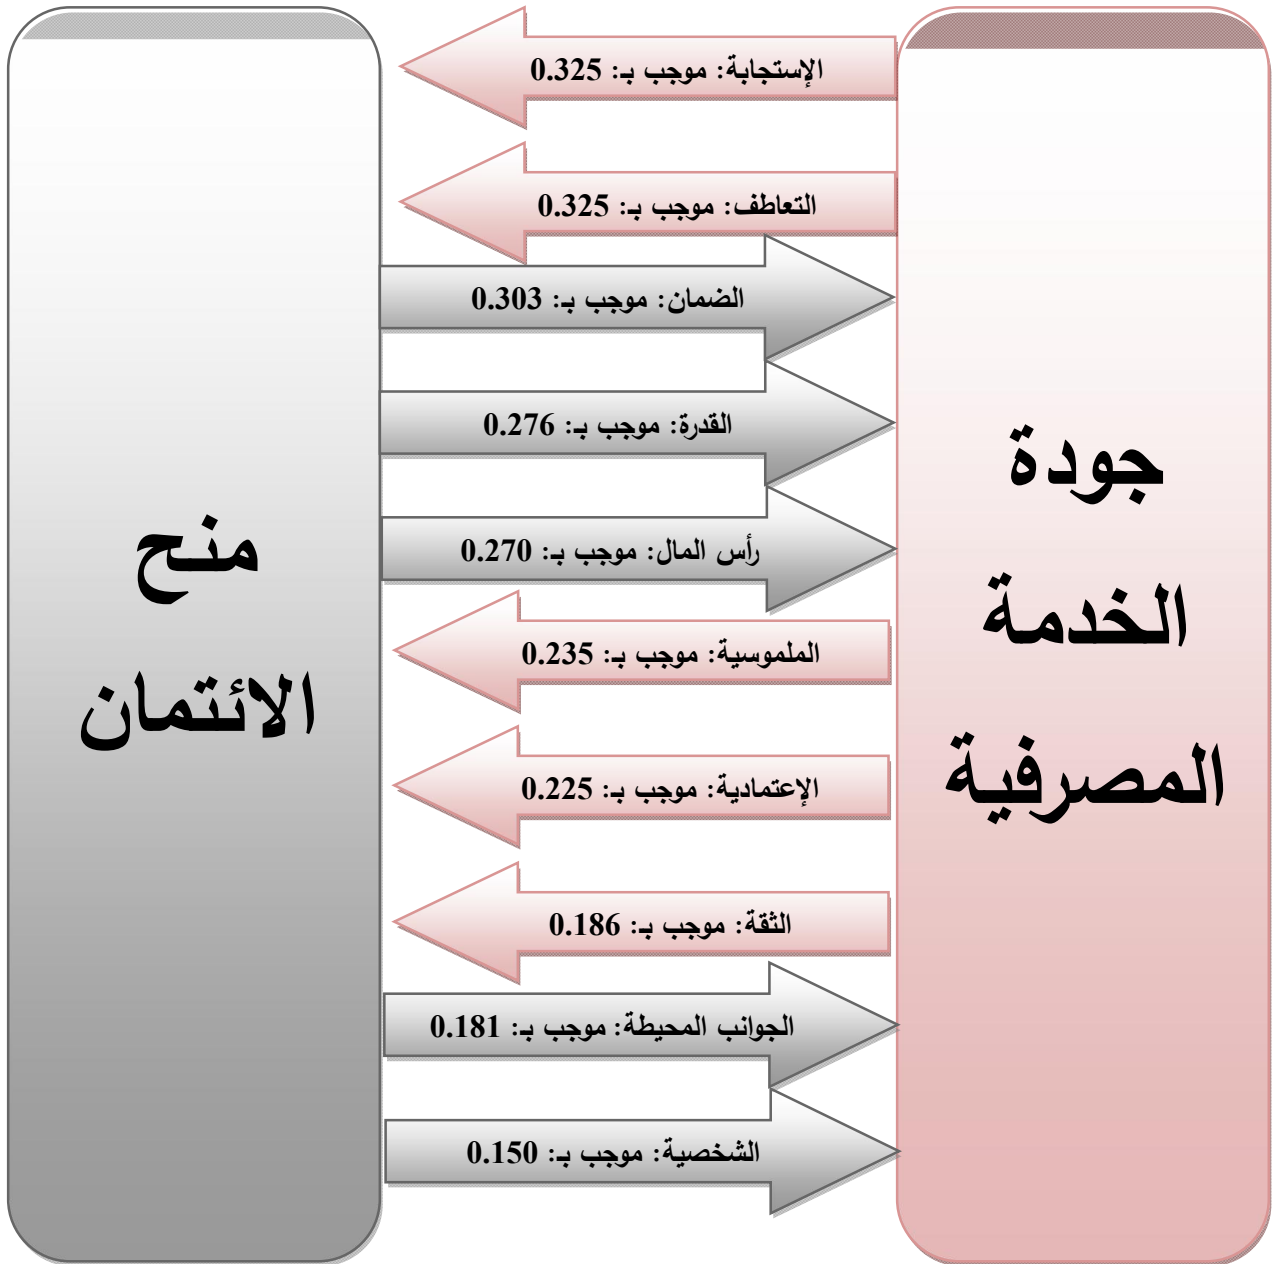 الإستجابة: موجب بـ: 0.325
التعاطف: موجب بـ: 0.325
الضمان: موجب بـ: 0.303
القدرة: موجب بـ: 0.276
رأس المال: موجب بـ: 0.270
الملموسية: موجب بـ: 0.235
الإعتمادية: موجب بـ: 0.225
الثقة: موجب بـ: 0.186
الجوانب المحيطة: موجب بـ: 0.181
الشخصية: موجب بـ: 0.150
جودة
الخدمة
المصرفية
منح
الائتمان